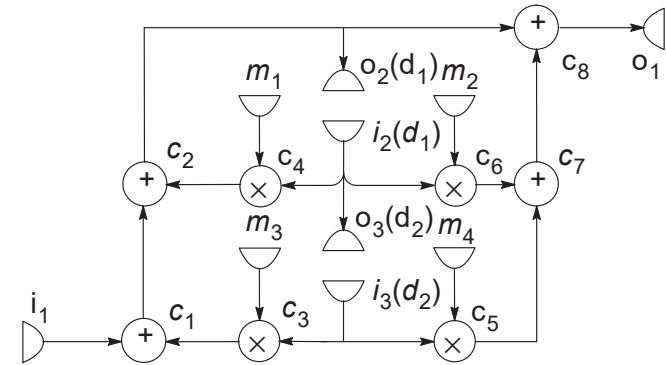 + c8 o1
m1 o2(d1) m2
i2(d1)
c2 c4 c6 c7
+ × × +
m3 o3(d2) m4
i3(d2)
i1 c1 c3 c5
+ × ×